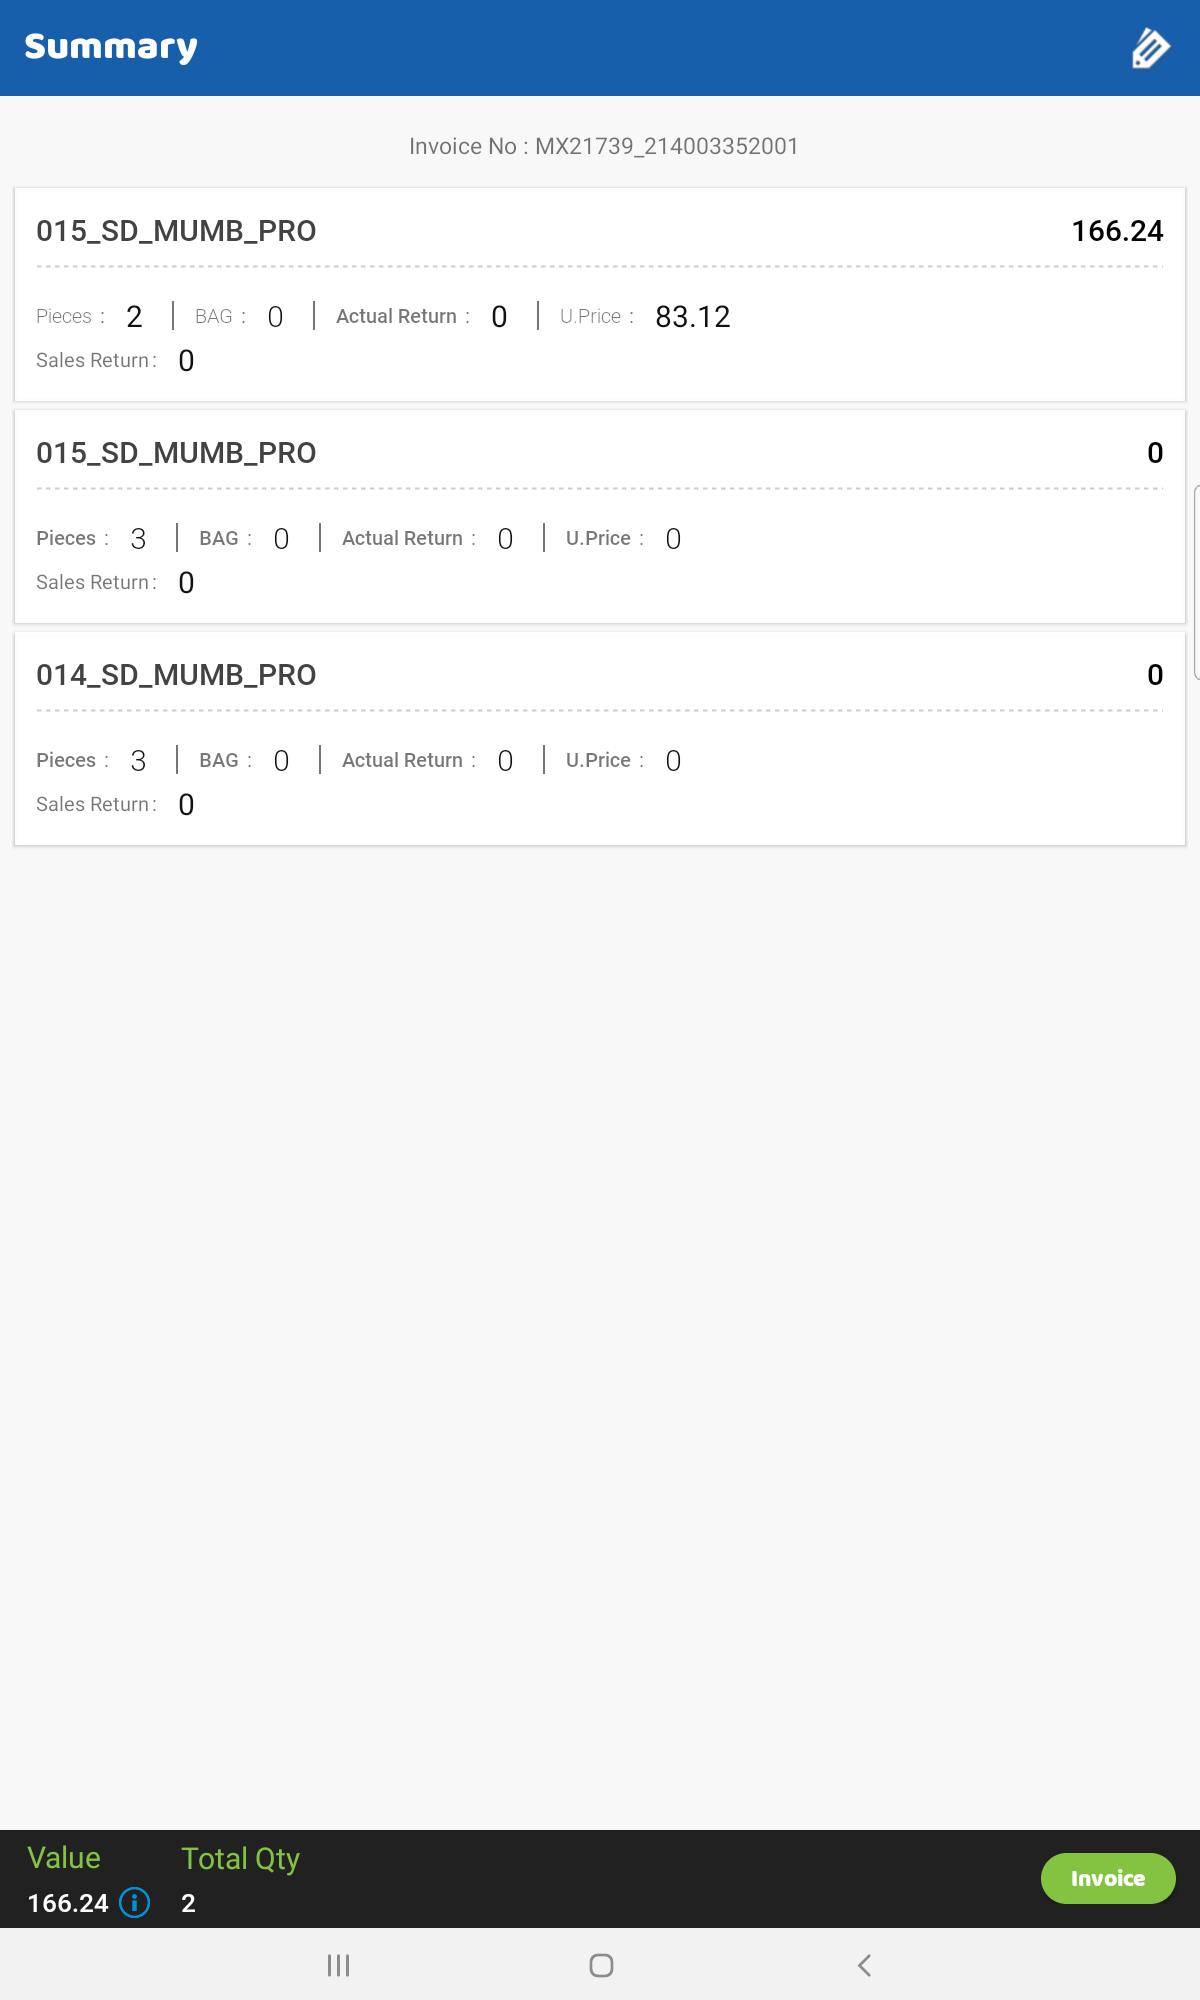 Summary
Invoice No : MX21739_214003352001
015_SD_MUMB_PRO 166.24
Pieces : 2 | BAG : 0 | Actual Return : 0 | U.Price : 83.12
Sales Return : 0
015_SD_MUMB_PRO 0
Pieces : 3 | BAG : 0 | Actual Return : 0 | U.Price : 0
Sales Return : 0
014_SD_MUMB_PRO 0
Pieces : 3 | BAG : 0 | Actual Return : 0 | U.Price : 0
Sales Return : 0
Value Total Qty
166.24 2
Invoice